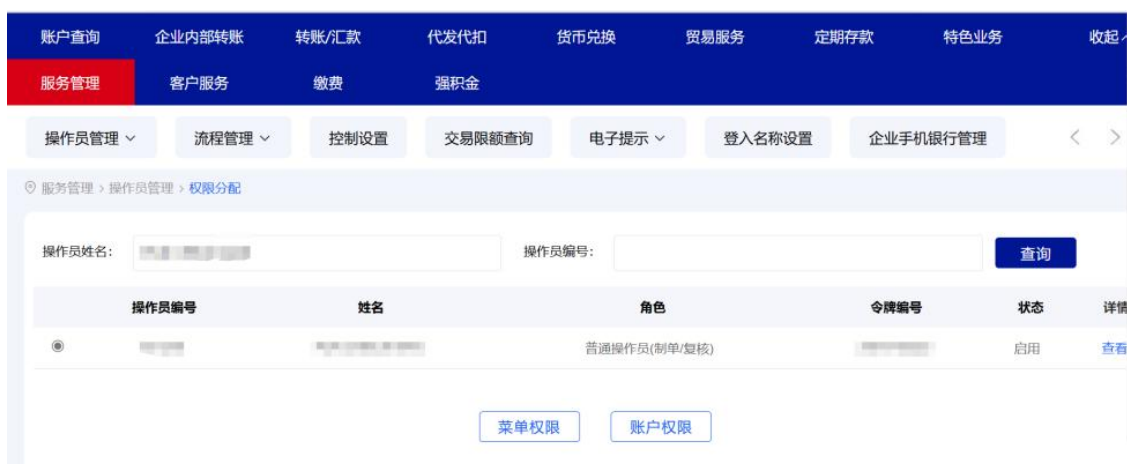 账户查询 企业内部转账 转账/汇款 代发代扣 货币兑换 贸易服务 定期存款 特色业务 收起
服务管理 客户服务 缴费 强积金
操作员管理 流程管理 控制设置 交易限额查询 电子提示 登入名称设置 企业手机银行管理
服务管理 > 操作员管理 > 权限分配
操作员姓名： 操作员编号： 查询
操作员编号 姓名 角色 令牌编号 状态 详情
普通操作员(制单/复核) 启用 查看
菜单权限 账户权限